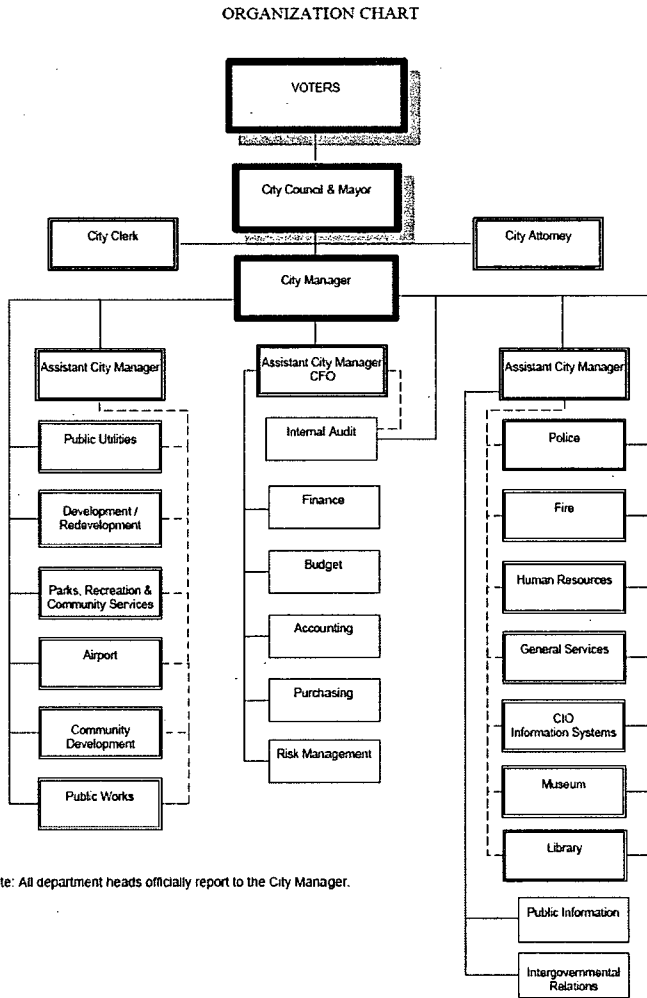 ORGANIZATION CHART
VOTERS
City Council & Mayor
City Clerk
City Attorney
City Manager
Assistant City Manager
Public Utilities
Development /
Redevelopment
Parks, Recreation &
Community Services
Airport
Community
Development
Public Works
Assistant City Manager
CFO
Internal Audit
Finance
Budget
Accounting
Purchasing
Risk Management
Assistant City Manager
Police
Fire
Human Resources
General Services
CIO
Information Systems
Museum
Library
Public Information
Intergovernmental
Relations
te: All department heads officially report to the City Manager.